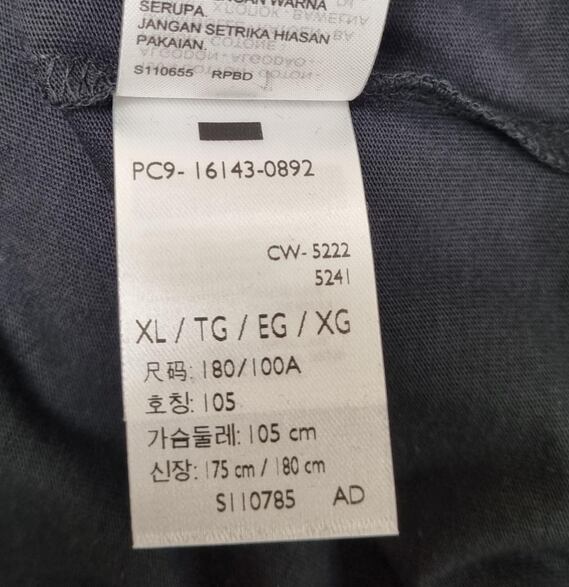 WARNA
SERUPA.
JANGAN SETRIKA HIASAN
PAKAIAN.
S110655 RPBD
PC9- 16143-0892
CW- 5222
5241
XL / TG / EG / XG
尺码: 180/100A
호칭: 105
가슴둘레: 105 cm
신장: 175 cm / 180 cm
S110785 AD